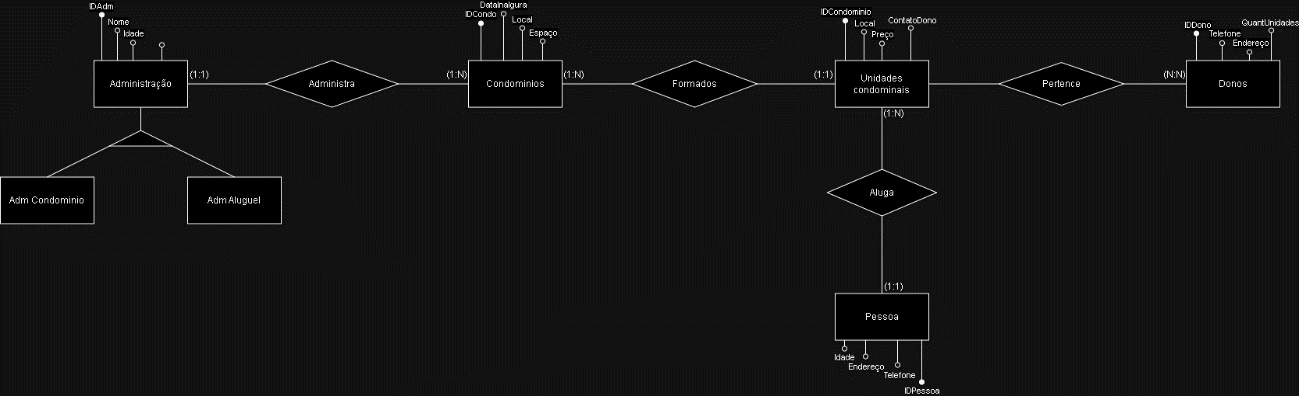 IDAdm
Nome
Idade
Administração
(1:1)
Administra
(1:N)
IDCondo
DataInalgura
Local
Espaço
Condominios
(1:N)
Formados
(1:1)
IDCondominio
Local
Preço
ContatoDono
Unidades
condominais
Pertence
(N:N)
IDDono
Telefone
Endereço
QuantUnidades
Donos
Adm Condominio
Adm Aluguel
(1:N)
Aluga
(1:1)
Pessoa
Idade
Endereço
Telefone
IDPessoa